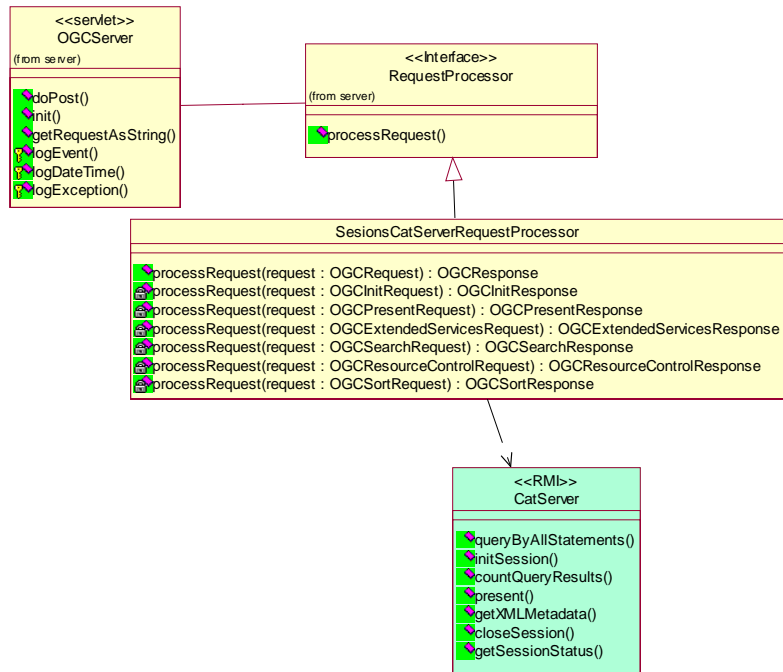 <<servlet>>
OGCServer
(from server)
doPost()
init()
getRequestAsString()
logEvent()
logDateTime()
logException()
<<Interface>>
RequestProcessor
(from server)
processRequest()
SesionsCatServerRequestProcessor
processRequest(request : OGCRequest) : OGCResponse
processRequest(request : OGCInitRequest) : OGCInitResponse
processRequest(request : OGCPresentRequest) : OGCPresentResponse
processRequest(request : OGCExtendedServicesRequest) : OGCExtendedServicesResponse
processRequest(request : OGCSearchRequest) : OGCSearchResponse
processRequest(request : OGCResourceControlRequest) : OGCResourceControlResponse
processRequest(request : OGCSortRequest) : OGCSortResponse
<<RMI>>
CatServer
queryByAllStatements()
initSession()
countQueryResults()
present()
getXMLMetadata()
closeSession()
getSessionStatus()